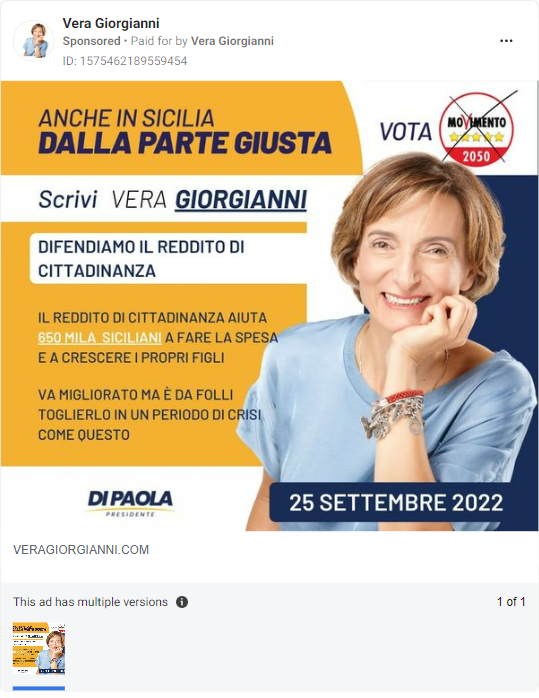 Vera Giorgianni
Sponsored • Paid for by Vera Giorgianni
ID: 1575462189559454
ANCHE IN SICILIA
DALLA PARTE GIUSTA
VOTA
MOVIMENTO
2050
Scrivi VERA GIORGIANNI
DIFENDIAMO IL REDDITO DI
CITTADINANZA
IL REDDITO DI CITTADINANZA AIUTA
650 MILA SICILIANI A FARE LA SPESA
E A CRESCERE I PROPRI FIGLI
VA MIGLIORATO MA È DA FOLLI
TOGLIERLO IN UN PERIODO DI CRISI
COME QUESTO
DI PAOLA
PRESIDENTE
25 SETTEMBRE 2022
VERAGIORGIANNI.COM
This ad has multiple versions
1 of 1